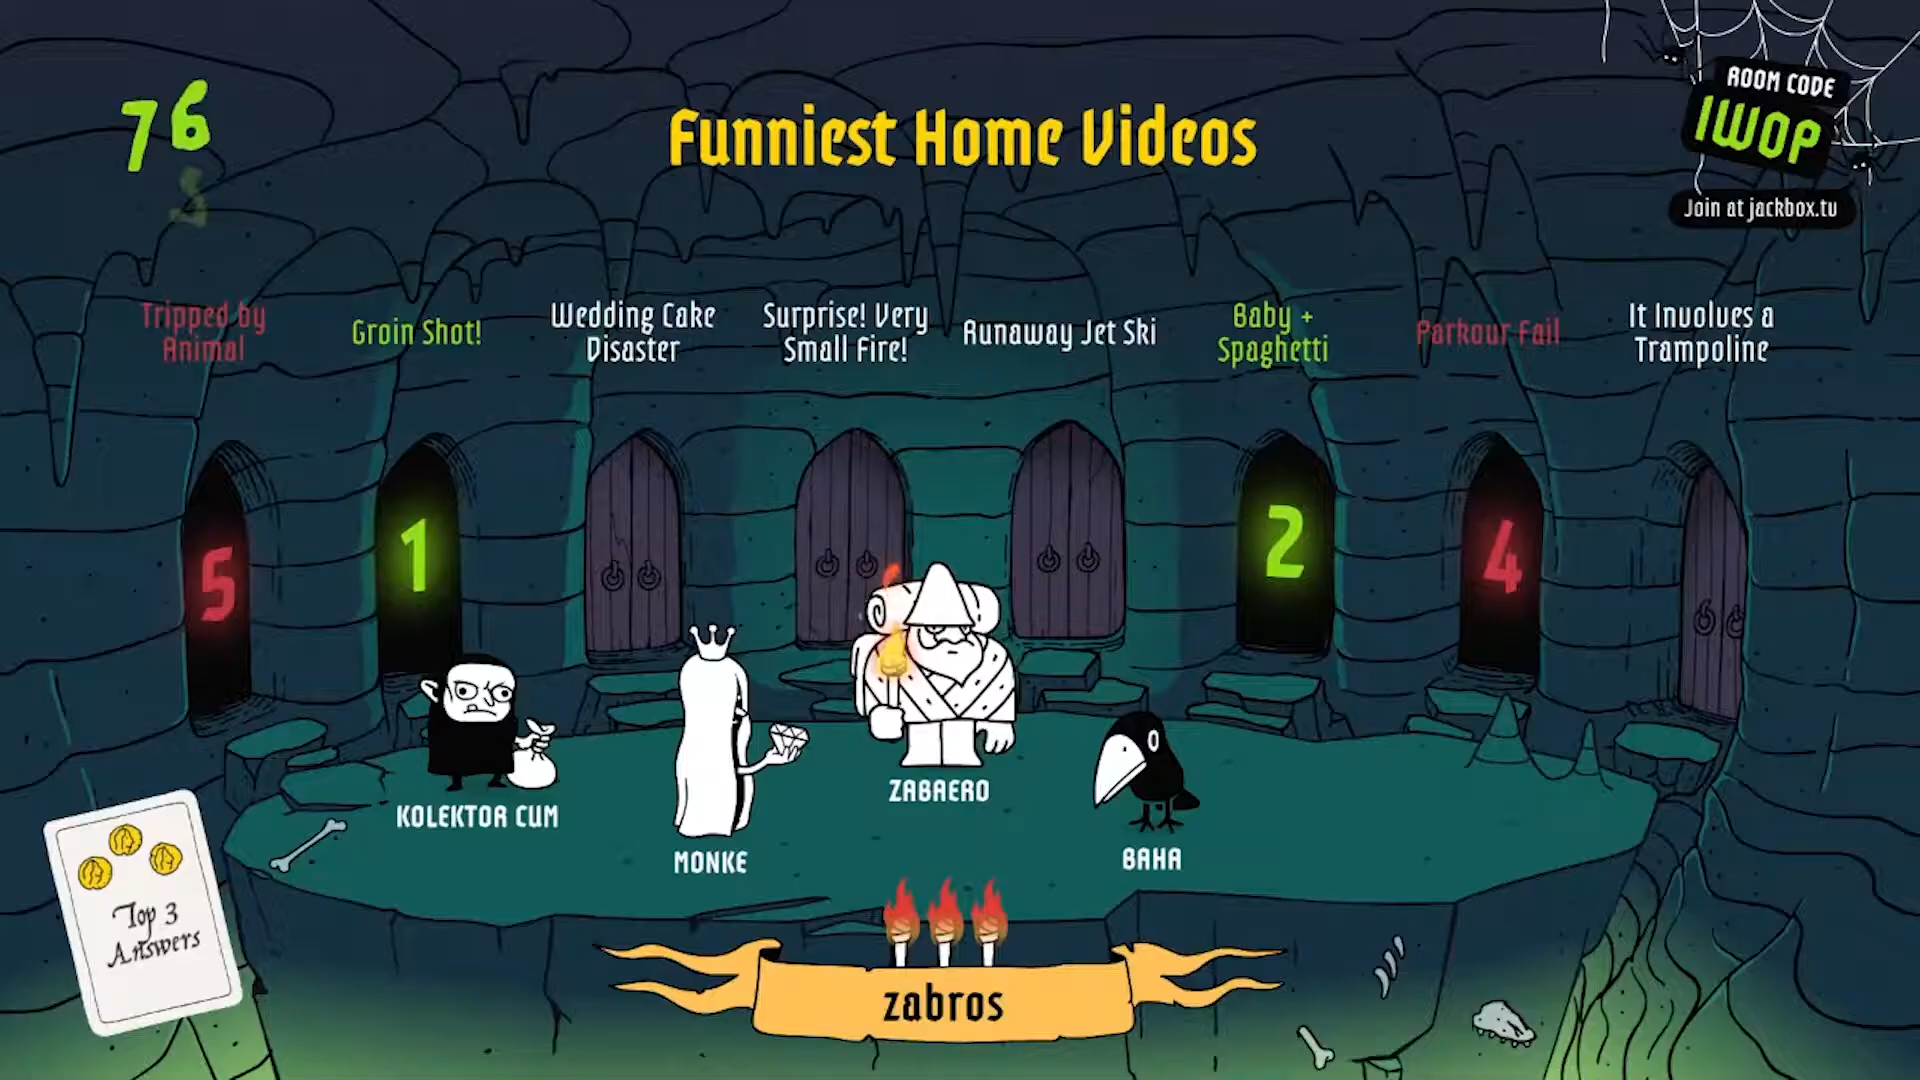 76
Funniest Home Videos
ROOM CODE
IWOP
Join at jackbox.tv
Tripped by
Animal
Groin Shot!
Wedding Cake
Disaster
Surprise! Very
Small Fire!
Runaway Jet Ski
Baby +
Spaghetti
Parkour Fail
It Involves a
Trampoline
5
1
2
4
KOLEKTOR CUM
MONKE
ZABAERO
BAHA
Top 3
Answers
zabros